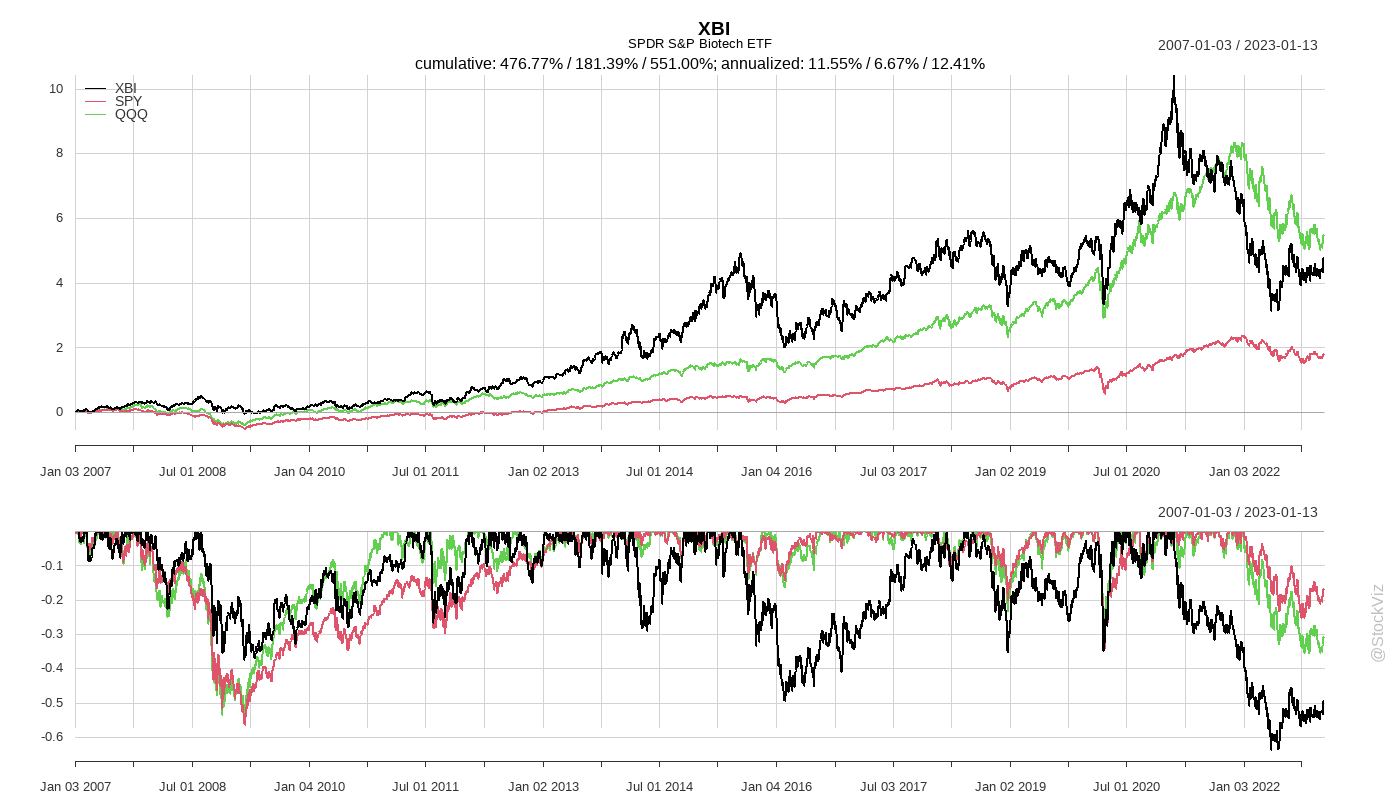 XBI
SPDR S&P Biotech ETF
2007-01-03 / 2023-01-13
cumulative: 476.77% / 181.39% / 551.00%; annualized: 11.55% / 6.67% / 12.41%
XBI
SPY
QQQ
10
8
6
4
2
0
Jan 03 2007 Jul 01 2008 Jan 04 2010 Jul 01 2011 Jan 02 2013 Jul 01 2014 Jan 04 2016 Jul 03 2017 Jan 02 2019 Jul 01 2020 Jan 03 2022
2007-01-03 / 2023-01-13
-0.1
-0.2
-0.3
-0.4
-0.5
-0.6
Jan 03 2007 Jul 01 2008 Jan 04 2010 Jul 01 2011 Jan 02 2013 Jul 01 2014 Jan 04 2016 Jul 03 2017 Jan 02 2019 Jul 01 2020 Jan 03 2022
@StockViz